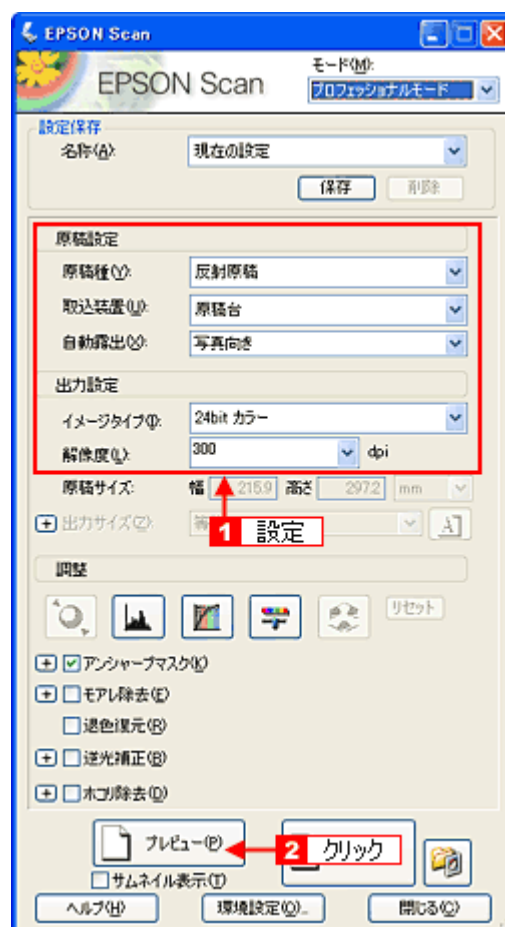 EPSON Scan
EPSON Scan
モード(M):
プロフェッショナルモード
設定保存
名称(A):
現在の設定
保存
削除
原稿設定
原稿種(Y):
反射原稿
取込装置(U):
原稿台
自動露出(X):
写真向き
出力設定
イメージタイプ(I):
24bit カラー
解像度(L):
300
dpi
原稿サイズ:
幅
215.9
高さ
297.2
mm
出力サイズ(Z):
A
1 設定
調整
リセット
アンシャープマスク(K)
モアレ除去(E)
退色復元(R)
逆光補正(B)
ホコリ除去(Q)
プレビュー(P)
2 クリック
サムネイル表示(T)
ヘルプ(H)
環境設定(O)...
閉じる(C)